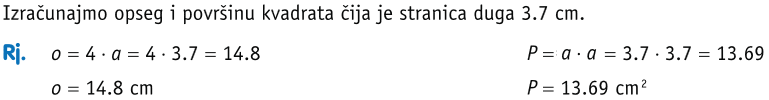 Izračunajmo opseg i površinu kvadrata čija je stranica duga 3.7 cm.
Rj. o = 4 · a = 4 · 3.7 = 14.8 P = a · a = 3.7 · 3.7 = 13.69
o = 14.8 cm P = 13.69 cm²